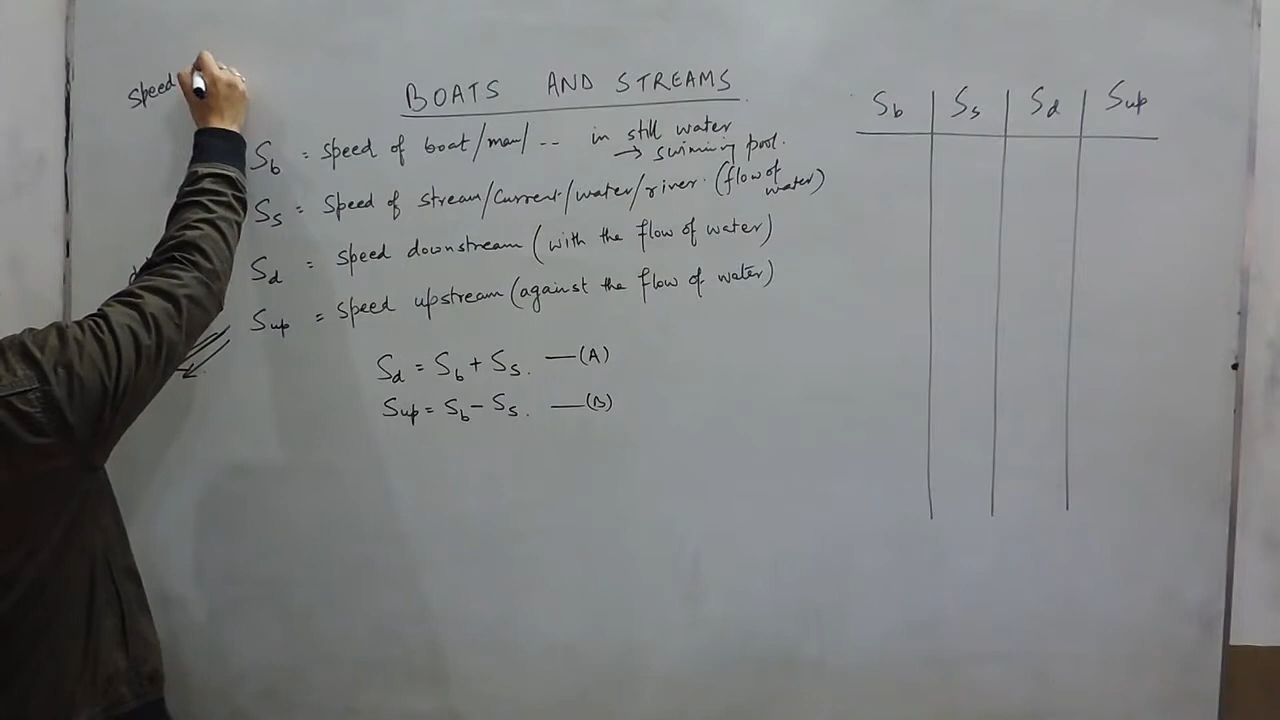 Speed
BOATS AND STREAMS
Sb = Speed of boat/man/ -- in still water
→ swimming pool.
Ss = Speed of stream/Current/water/river. (flow of water)
Sd = Speed downstream (with the flow of water)
Sup = Speed upstream (against the flow of water)
Sd = Sb + Ss. —(A)
Sup = Sb - Ss. —(B)
Sb | Ss | Sd | Sup